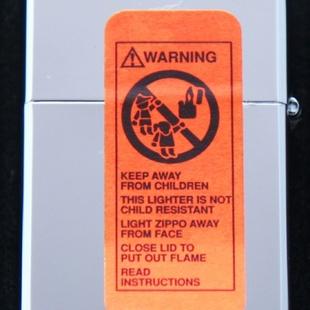 WARNING
KEEP AWAY
FROM CHILDREN
THIS LIGHTER IS NOT
CHILD RESISTANT
LIGHT ZIPPO AWAY
FROM FACE
CLOSE LID TO
PUT OUT FLAME
READ
INSTRUCTIONS